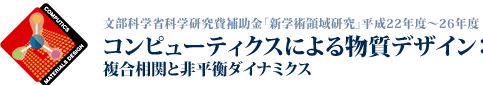 COMPUTICS
MATERIALS DESIGN
文部科学省科学研究費補助金「新学術領域研究」平成22年度〜26年度
コンピューティクスによる物質デザイン:
複合相関と非平衡ダイナミクス